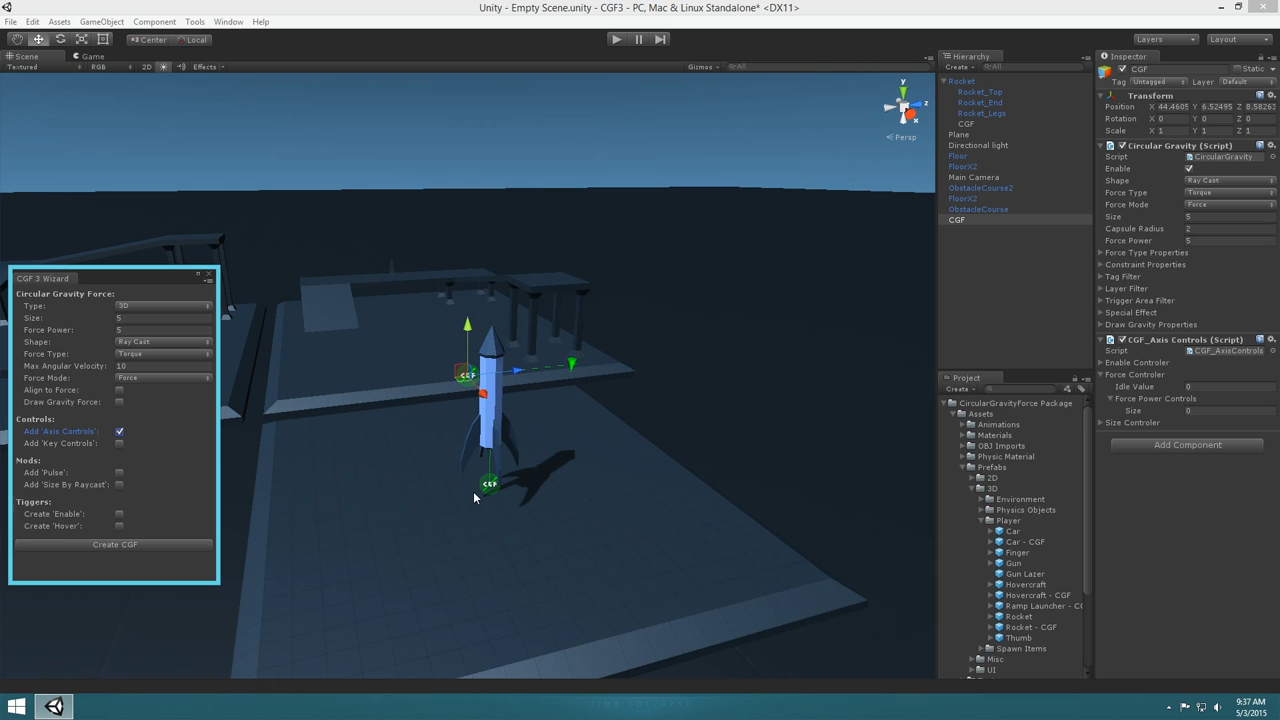 Unity - Empty Scene.unity - CGF3 - PC, Mac & Linux Standalone* <DX11>
File Edit Assets GameObject Component Tools Window Help
Center Local
Layers Layout
Scene Game
Textured RGB 2D Effects Gizmos All
y
z
x
Persp
CGF
CGF
CGF 3 Wizard
Circular Gravity Force:
Type: 3D
Size: 5
Force Power: 5
Shape: Ray Cast
Force Type: Torque
Max Angular Velocity: 10
Force Mode: Force
Align to Force:
Draw Gravity Force:
Controls:
Add 'Axis Controls':
Add 'Key Controls':
Mods:
Add 'Pulse':
Add 'Size By Raycast':
Tiggers:
Create 'Enable':
Create 'Hover':
Create CGF
Hierarchy
Create All
Rocket
Rocket_Top
Rocket_End
Rocket_Legs
CGF
Plane
Directional light
Floor
FloorX2
Main Camera
ObstacleCourse2
FloorX2
ObstacleCourse
CGF
Project
Create
CircularGravityForce Package
Assets
Animations
Materials
OBJ Imports
Physic Material
Prefabs
2D
3D
Environment
Physics Objects
Player
Car
Car - CGF
Finger
Gun
Gun Lazer
Hovercraft
Hovercraft - CGF
Ramp Launcher - CG
Rocket
Rocket - CGF
Thumb
Spawn Items
Misc
UI
Inspector
CGF Static
Tag Untagged Layer Default
Transform
Position X 44.4605 Y 6.52495 Z 8.58263
Rotation X 0 Y 0 Z 0
Scale X 1 Y 1 Z 1
Circular Gravity (Script)
Script CircularGravity
Enable
Shape Ray Cast
Force Type Torque
Force Mode Force
Size 5
Capsule Radius 2
Force Power 5
Force Type Properties
Constraint Properties
Tag Filter
Layer Filter
Trigger Area Filter
Special Effect
Draw Gravity Properties
CGF_AxisControls (Script)
Script CGF_AxisControls
Enable Controler
Force Controler
Idle Value 0
Force Power Controls
Size 0
Size Controler
Add Component
9:37 AM
5/3/2015